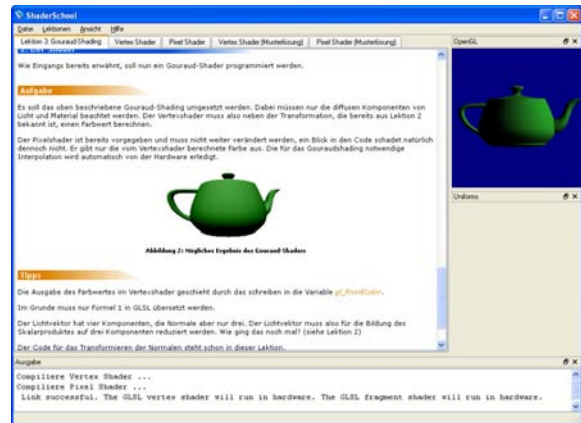 ShaderSchool
Datei Lektionen Ansicht Hilfe
Lektion 3: Gouraud-Shading Vertex Shader Pixel Shader Vertex Shader (Musterlösung) Pixel Shader (Musterlösung)
OpenGL
Wie Eingangs bereits erwähnt, soll nun ein Gouraud-Shader programmiert werden.
Aufgabe
Es soll das oben beschriebene Gouraud-Shading umgesetzt werden. Dabei müssen nur die diffusen Komponenten von
Licht und Material beachtet werden. Der Vertexshader muss also neben der Transformation, die bereits aus Lektion 2
bekannt ist, einen Farbwert berechnen.
Der Pixelshader ist bereits vorgegeben und muss nicht weiter verändert werden, ein Blick in den Code schadet natürlich
dennoch nicht. Er gibt nur die vom Vertexshader berechnete Farbe aus. Die für das Gouraudshading notwendige
Interpolation wird automatisch von der Hardware erledigt.
Uniforms
Abbildung 2: Mögliches Ergebnis des Gouraud-Shaders
Tipps
Die Ausgabe des Farbwertes im Vertexshader geschieht durch das schreiben in die Variable gl_FrontColor.
Im Grunde muss nur Formel 1 in GLSL übersetzt werden.
Der Lichtvektor hat vier Komponenten, die Normale aber nur drei. Der Lichtvektor muss also für die Bildung des
Skalarproduktes auf drei Komponenten reduziert werden. Wie ging das noch mal? (siehe Lektion 2)
Der Code für das Transformieren der Normalen steht schon in dieser Lektion.
Ausgabe
Compiliere Vertex Shader ...
Compiliere Pixel Shader ...
Link successful. The GLSL vertex shader will run in hardware. The GLSL fragment shader will run in hardware.